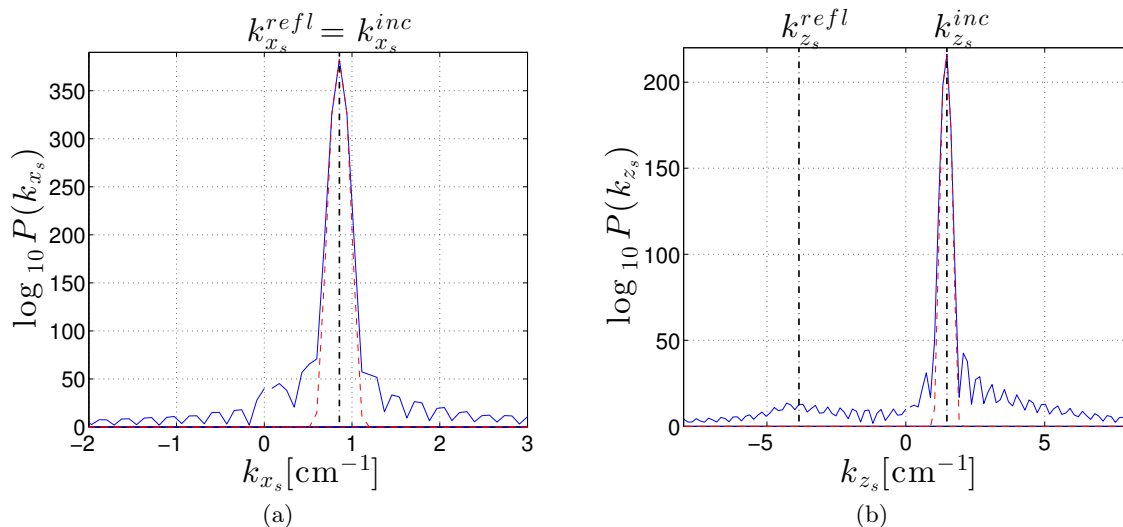 k_{x_s}^{refl} = k_{x_s}^{inc}
350
300
250
200
150
100
50
0
−2 −1 0 1 2 3
log 10 P(k_{x_s})
k_{x_s}[cm^{−1}]
(a)
k_{z_s}^{refl} k_{z_s}^{inc}
200
150
100
50
0
−5 0 5
log 10 P(k_{z_s})
k_{z_s}[cm^{−1}]
(b)